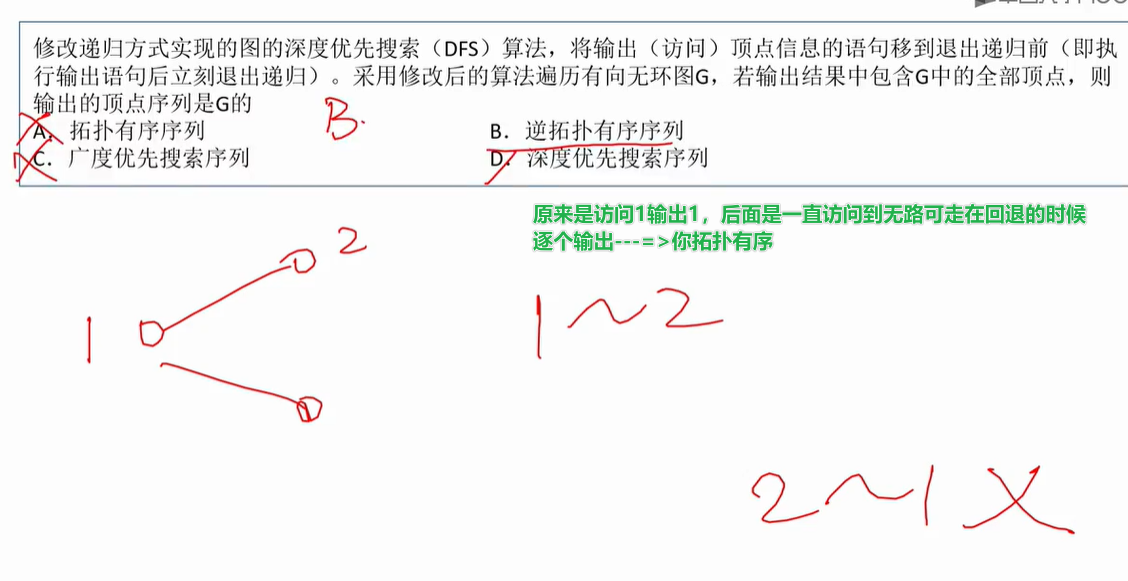 修改递归方式实现的图的深度优先搜索（DFS）算法，将输出（访问）顶点信息的语句移到退出递归前（即执
行输出语句后立刻退出递归）。采用修改后的算法遍历有向无环图G，若输出结果中包含G中的全部顶点，则
输出的顶点序列是G的
A. 拓扑有序序列 B. 逆拓扑有序序列
B.
C. 广度优先搜索序列 D. 深度优先搜索序列
原来是访问1输出1，后面是一直访问到无路可走在回退的时候
逐个输出---=>你拓扑有序
2
1
1~2
2~1 X